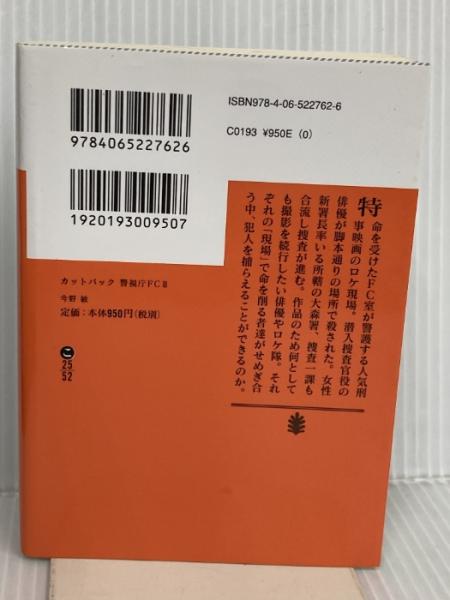 ISBN978-4-06-522762-6
C0193 ¥950E (0)
9784065227626
1920193009507
カットバック 警視庁FCⅡ
今野 敏
定価:本体950円(税別)
こ
25
52
特命を受けたFC室が警護する人気刑
事映画のロケ現場。潜入捜査官役の
俳優が脚本通りの場所で殺された。女性
新署長率いる所轄の大森署、捜査一課も
合流し捜査が進む。作品のため何として
も撮影を続行したい俳優やロケ隊。それ
ぞれの「現場」で命を削る者達がせめぎ合
う中、犯人を捕らえることができるのか。